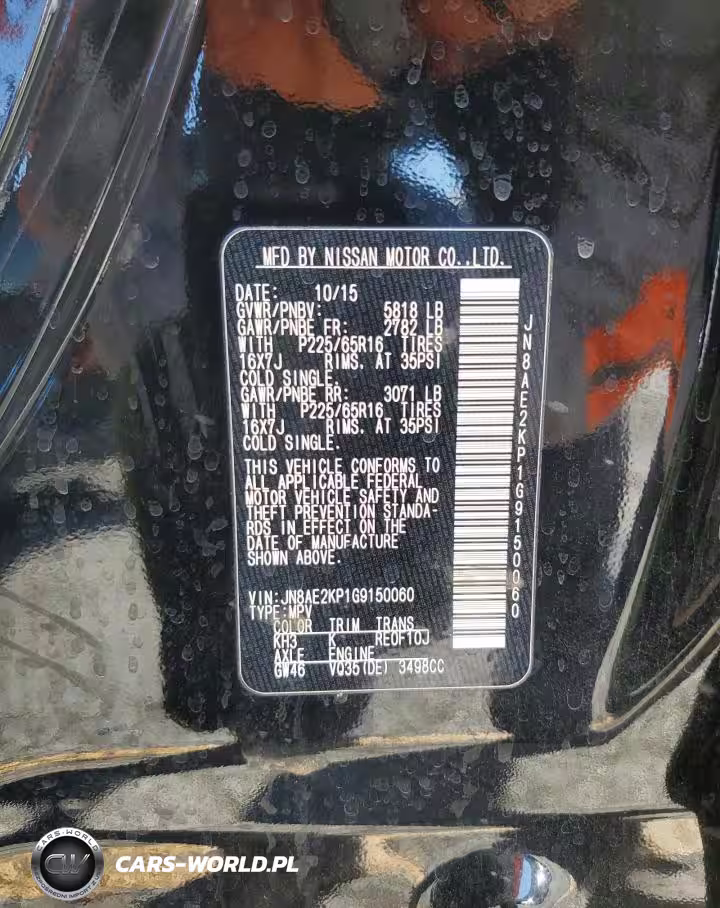 MFD BY NISSAN MOTOR CO.,LTD.
DATE: 10/15
GVWR/PNBV: 5818 LB
GAWR/PNBE FR: 2782 LB
WITH P225/65R16 TIRES
16X7J RIMS. AT 35PSI
COLD SINGLE.
GAWR/PNBE RR: 3071 LB
WITH P225/65R16 TIRES
16X7J RIMS. AT 35PSI
COLD SINGLE.
THIS VEHICLE CONFORMS TO
ALL APPLICABLE FEDERAL
MOTOR VEHICLE SAFETY AND
THEFT PREVENTION STANDA-
RDS IN EFFECT ON THE
DATE OF MANUFACTURE
SHOWN ABOVE.
VIN:JN8AE2KP1G9150060
TYPE:MPV
COLOR TRIM TRANS
KH3 K RE0F10J
AXLE ENGINE
GW46 VQ35(DE) 3498CC
JN8AE2KP1G9150060
CARS-WORLD
CW
CARS-WORLD.PL